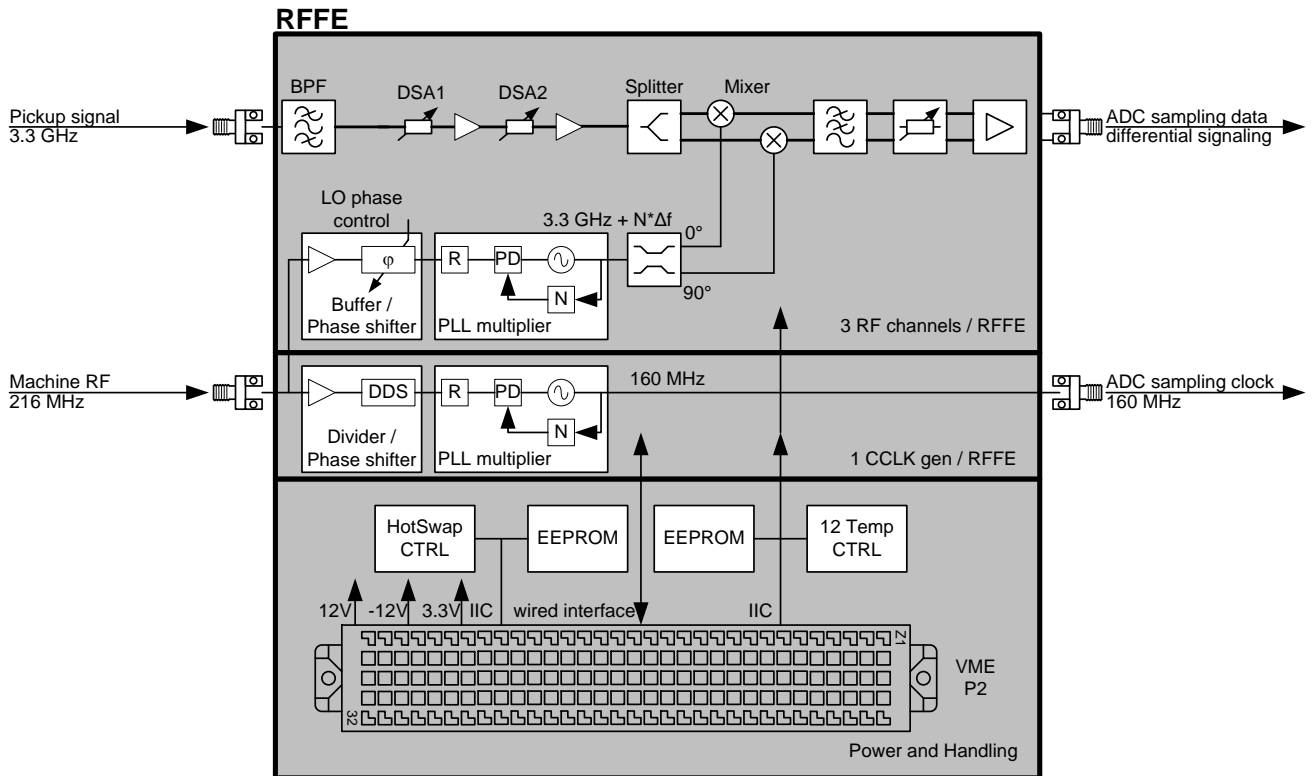 RFFE
BPF
DSA1
DSA2
Splitter
Mixer
Pickup signal
3.3 GHz
ADC sampling data
differential signaling
LO phase
control
3.3 GHz + N*Δf
0°
φ
R
PD
N
90°
Buffer /
Phase shifter
PLL multiplier
3 RF channels / RFFE
Machine RF
216 MHz
DDS
R
PD
N
160 MHz
ADC sampling clock
160 MHz
Divider /
Phase shifter
PLL multiplier
1 CCLK gen / RFFE
HotSwap
CTRL
EEPROM
EEPROM
12 Temp
CTRL
12V
-12V
3.3V
IIC
wired interface
IIC
Z1
32
VME
P2
Power and Handling